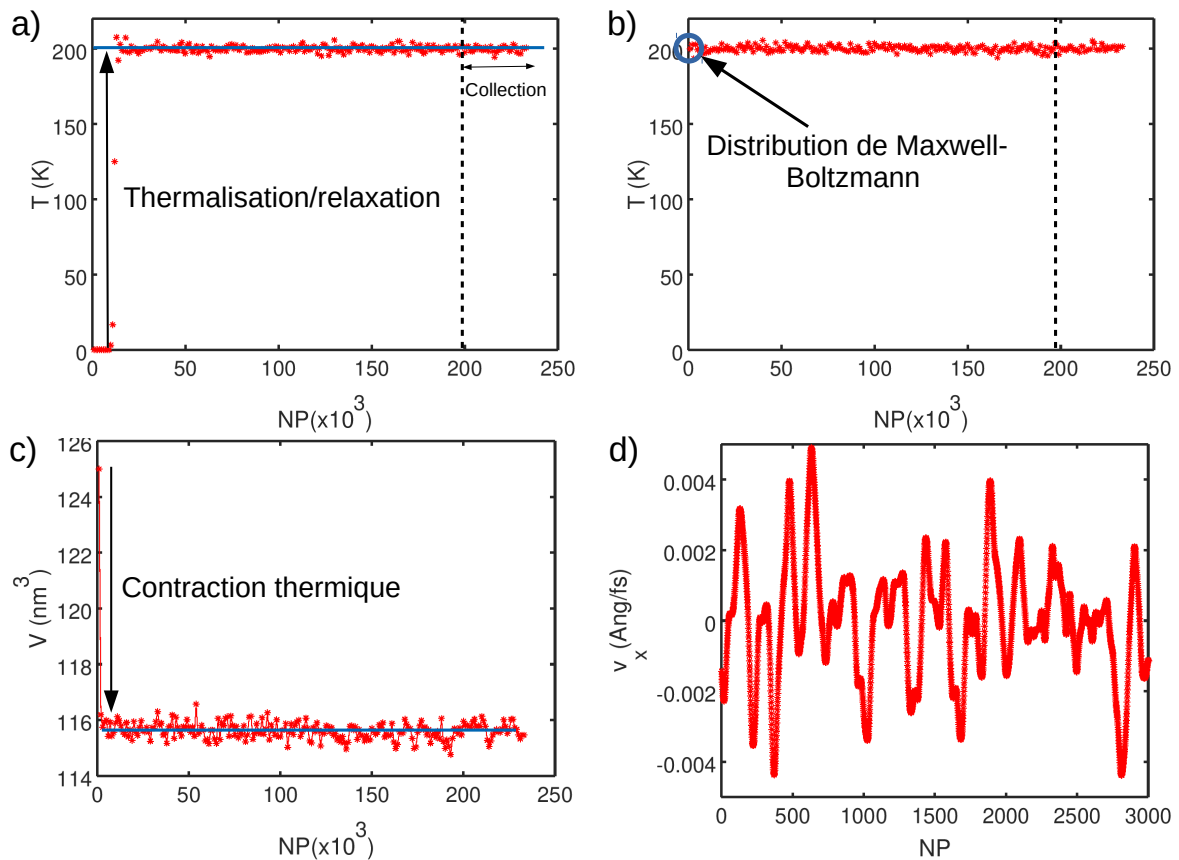 a)
T (K)
200
150
100
50
0
Collection
Thermalisation/relaxation
0 50 100 150 200 250
NP(x10^3)
b)
T (K)
200
150
100
50
0
Distribution de Maxwell-
Boltzmann
0 50 100 150 200 250
NP(x10^3)
c)
V (nm^3)
126
124
122
120
118
116
114
Contraction thermique
0 50 100 150 200 250
NP(x10^3)
d)
v_x (Ang/fs)
0.004
0.002
0
-0.002
-0.004
0 500 1000 1500 2000 2500 3000
NP